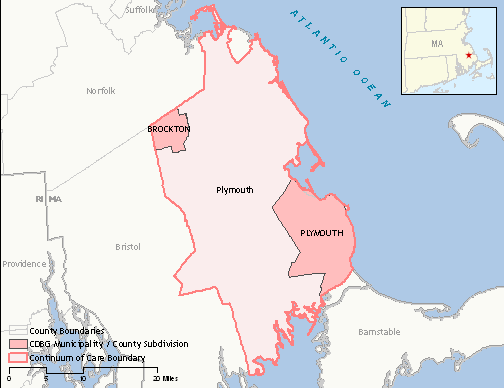 Suffolk
ATLANTIC OCEAN
MA
Norfolk
BROCKTON
Plymouth
RI MA
PLYMOUTH
Bristol
Providence
County Boundaries
Barnstable
CDBG Municipality / County Subdivision
Continuum of Care Boundary
0 5 10 20 Miles